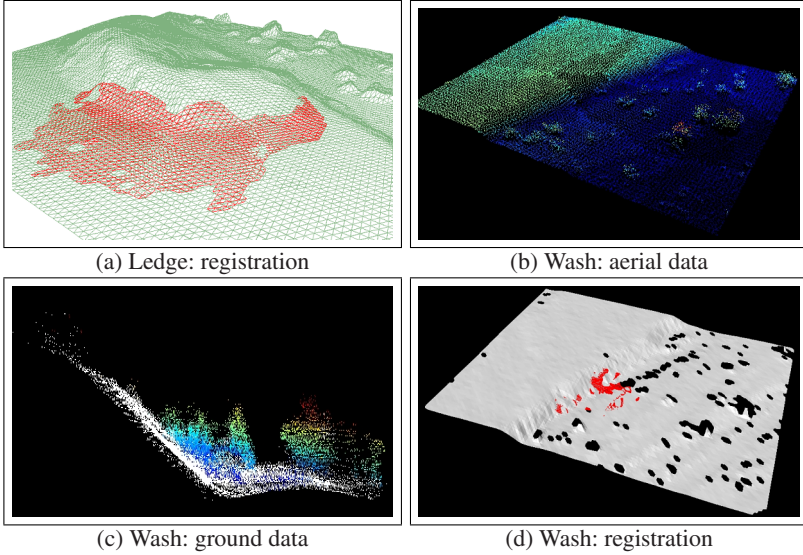 (a) Ledge: registration
(b) Wash: aerial data
(c) Wash: ground data
(d) Wash: registration